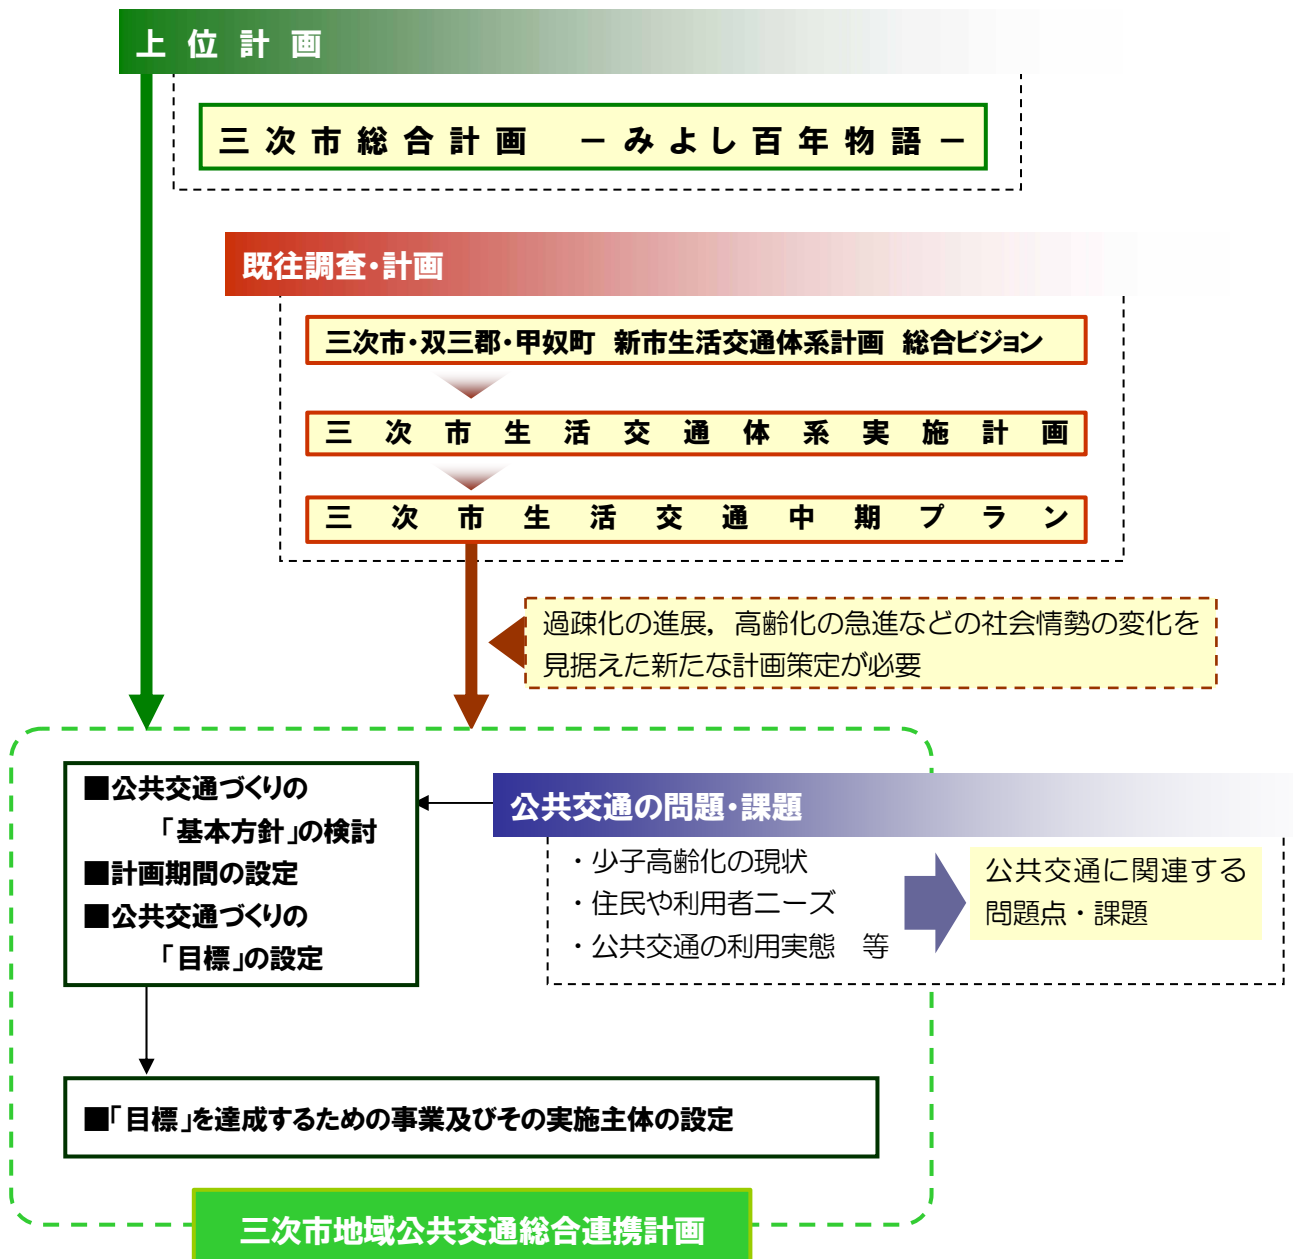 上位計画
三次市総合計画　－みよし百年物語－
既往調査・計画
三次市・双三郡・甲奴町　新市生活交通体系計画　総合ビジョン
三次市生活交通体系実施計画
三次市生活交通中期プラン
過疎化の進展，高齢化の急進などの社会情勢の変化を
見据えた新たな計画策定が必要
■公共交通づくりの
「基本方針」の検討
■計画期間の設定
■公共交通づくりの
「目標」の設定
公共交通の問題・課題
・少子高齢化の現状
・住民や利用者ニーズ
・公共交通の利用実態　等
公共交通に関連する
問題点・課題
■「目標」を達成するための事業及びその実施主体の設定
三次市地域公共交通総合連携計画